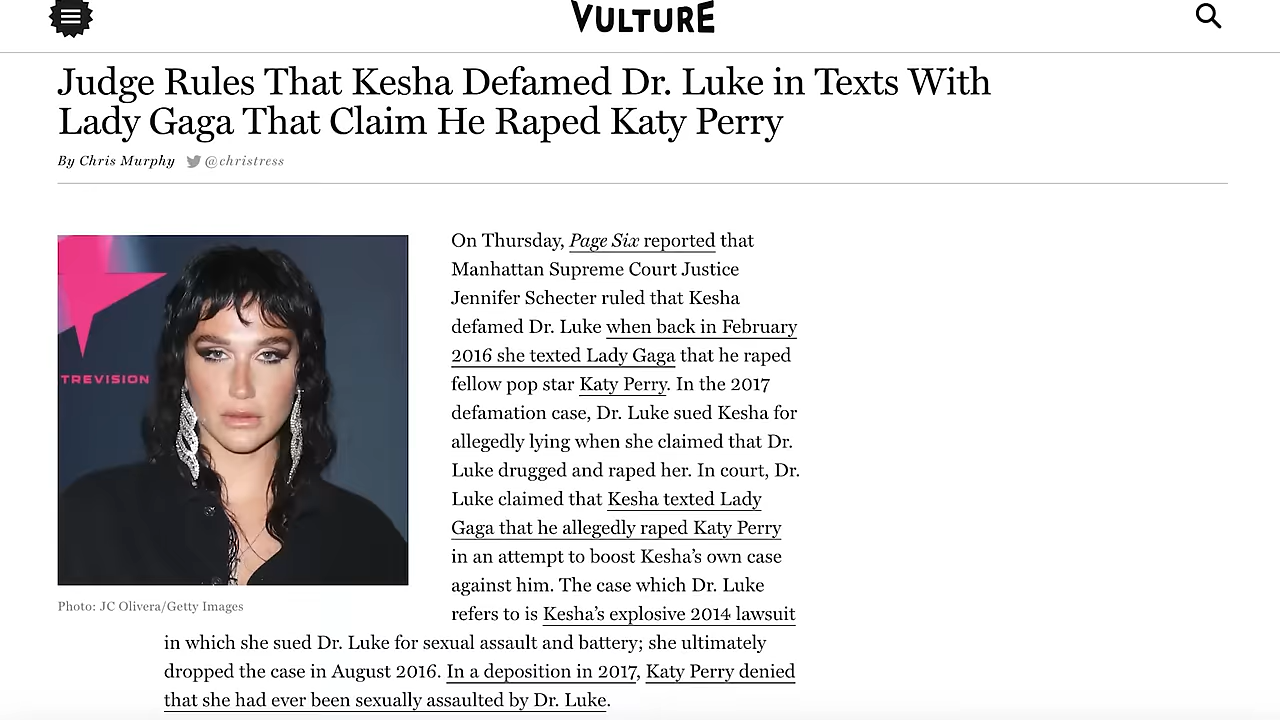 VULTURE
Judge Rules That Kesha Defamed Dr. Luke in Texts With
Lady Gaga That Claim He Raped Katy Perry
By Chris Murphy @christress
TREVISION
Photo: JC Olivera/Getty Images
On Thursday, Page Six reported that
Manhattan Supreme Court Justice
Jennifer Schecter ruled that Kesha
defamed Dr. Luke when back in February
2016 she texted Lady Gaga that he raped
fellow pop star Katy Perry. In the 2017
defamation case, Dr. Luke sued Kesha for
allegedly lying when she claimed that Dr.
Luke drugged and raped her. In court, Dr.
Luke claimed that Kesha texted Lady
Gaga that he allegedly raped Katy Perry
in an attempt to boost Kesha’s own case
against him. The case which Dr. Luke
refers to is Kesha’s explosive 2014 lawsuit
in which she sued Dr. Luke for sexual assault and battery; she ultimately
dropped the case in August 2016. In a deposition in 2017, Katy Perry denied
that she had ever been sexually assaulted by Dr. Luke.